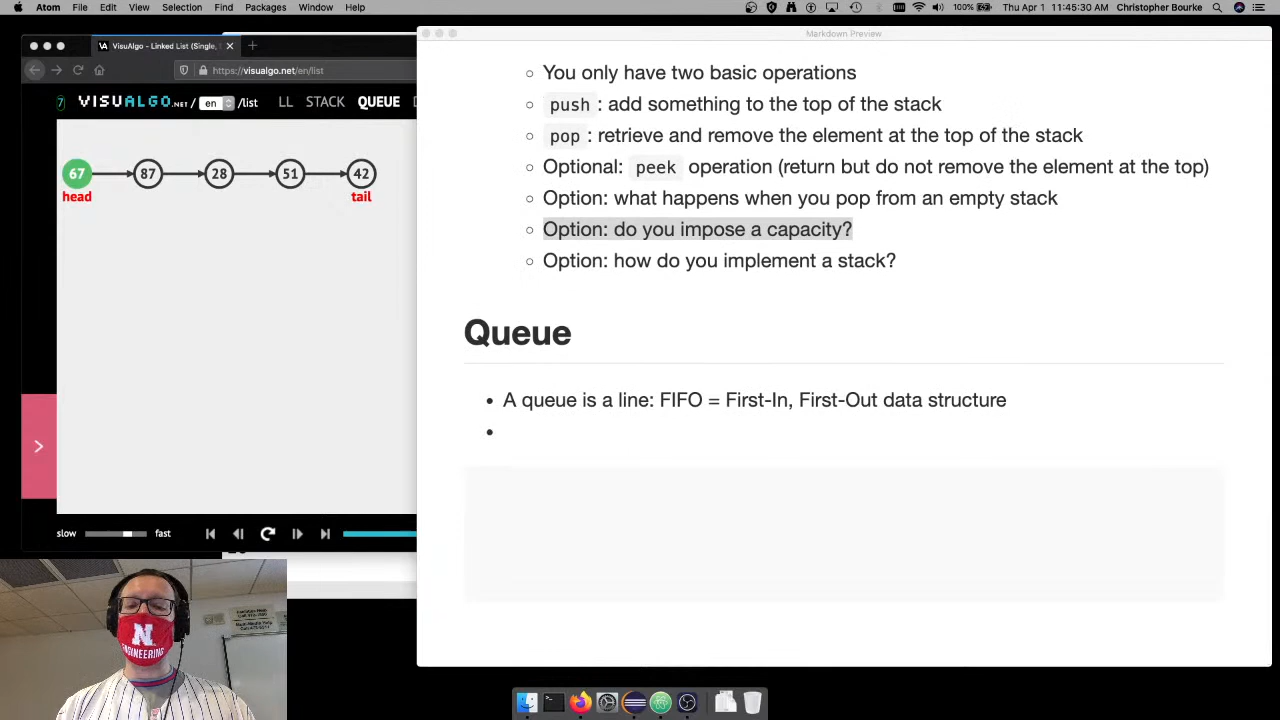 Atom File Edit View Selection Find Packages Window Help
100% Thu Apr 1 11:45:30 AM Christopher Bourke
VisuAlgo - Linked List (Single,
Markdown Preview
https://visualgo.net/en/list
7 VISUALGO.NET / en /list LL STACK QUEUE
67 87 28 51 42
head tail
slow fast
You only have two basic operations
push : add something to the top of the stack
pop : retrieve and remove the element at the top of the stack
Optional: peek operation (return but do not remove the element at the top)
Option: what happens when you pop from an empty stack
Option: do you impose a capacity?
Option: how do you implement a stack?
Queue
A queue is a line: FIFO = First-In, First-Out data structure
N
ENGINEERING